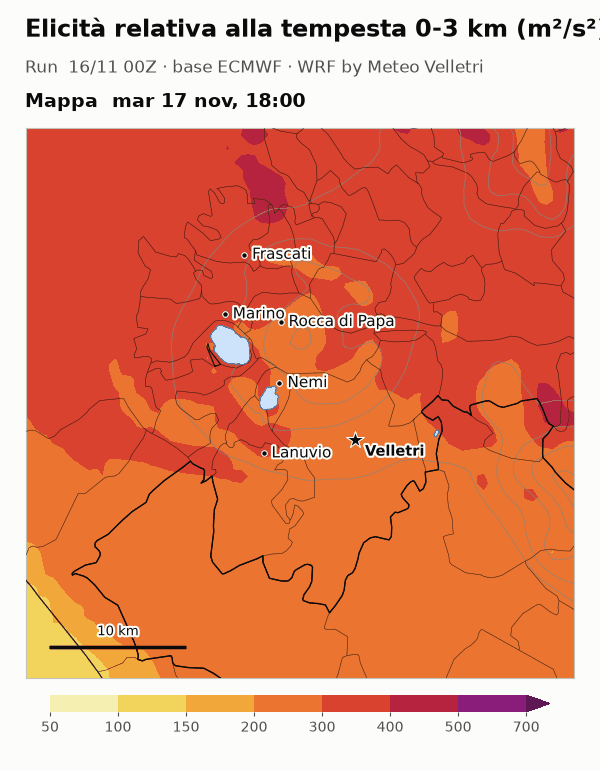 Elicità relativa alla tempesta 0-3 km (m²/s²)
Run  16/11 00Z · base ECMWF · WRF by Meteo Velletri
Mappa  mar 17 nov, 18:00
Frascati
Marino
Rocca di Papa
Nemi
Velletri
Lanuvio
10 km
50 100 150 200 300 400 500 700